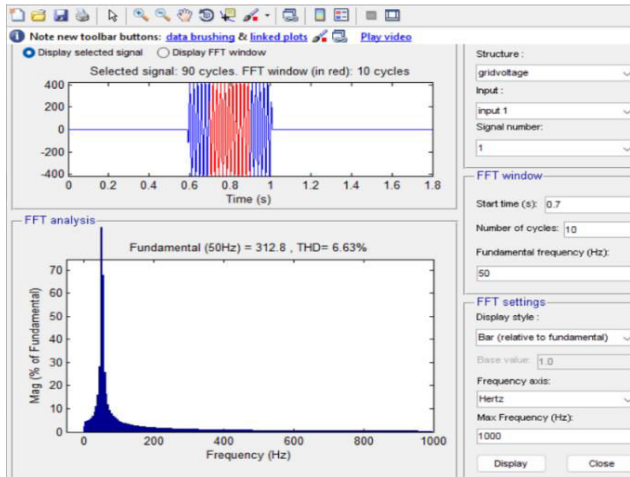 Note new toolbar buttons: data brushing & linked plots Play video
Display selected signal Display FFT window
Selected signal: 90 cycles. FFT window (in red): 10 cycles
400
200
0
-200
-400
0 0.2 0.4 0.6 0.8 1 1.2 1.4 1.6 1.8
Time (s)
FFT analysis
Fundamental (50Hz) = 312.8 , THD= 6.63%
Mag (% of Fundamental)
70
60
50
40
30
20
10
0
0 200 400 600 800 1000
Frequency (Hz)
Structure :
gridvoltage
Input :
input 1
Signal number:
1
FFT window
Start time (s): 0.7
Number of cycles: 10
Fundamental frequency (Hz):
50
FFT settings
Display style :
Bar (relative to fundamental)
Base value: 1.0
Frequency axis:
Hertz
Max Frequency (Hz):
1000
Display Close